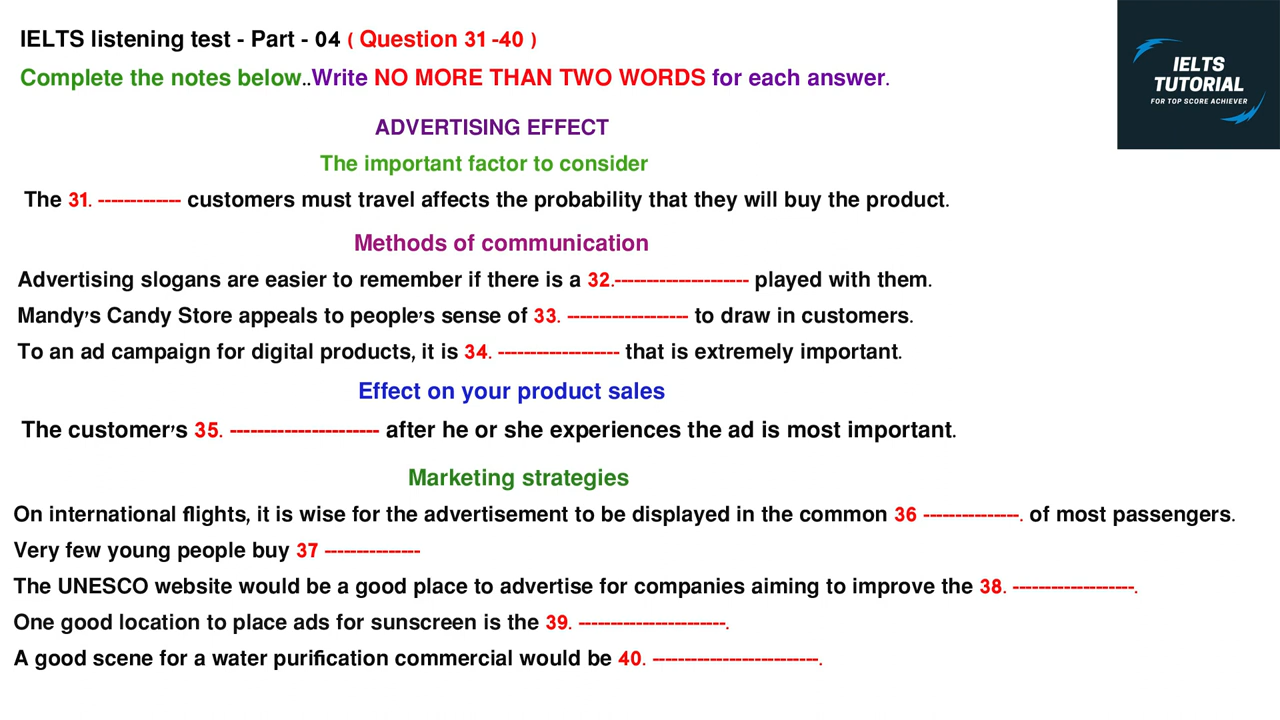 IELTS listening test - Part - 04 ( Question 31 -40 )
Complete the notes below..Write NO MORE THAN TWO WORDS for each answer.
IELTS
TUTORIAL
FOR TOP SCORE ACHIEVER
ADVERTISING EFFECT
The important factor to consider
The 31. ------------- customers must travel affects the probability that they will buy the product.
Methods of communication
Advertising slogans are easier to remember if there is a 32.--------------------- played with them.
Mandy's Candy Store appeals to people's sense of 33. ------------------- to draw in customers.
To an ad campaign for digital products, it is 34. ------------------- that is extremely important.
Effect on your product sales
The customer's 35. ---------------------- after he or she experiences the ad is most important.
Marketing strategies
On international flights, it is wise for the advertisement to be displayed in the common 36 ---------------. of most passengers.
Very few young people buy 37 ---------------
The UNESCO website would be a good place to advertise for companies aiming to improve the 38. -------------------.
One good location to place ads for sunscreen is the 39. -----------------------.
A good scene for a water purification commercial would be 40. --------------------------.